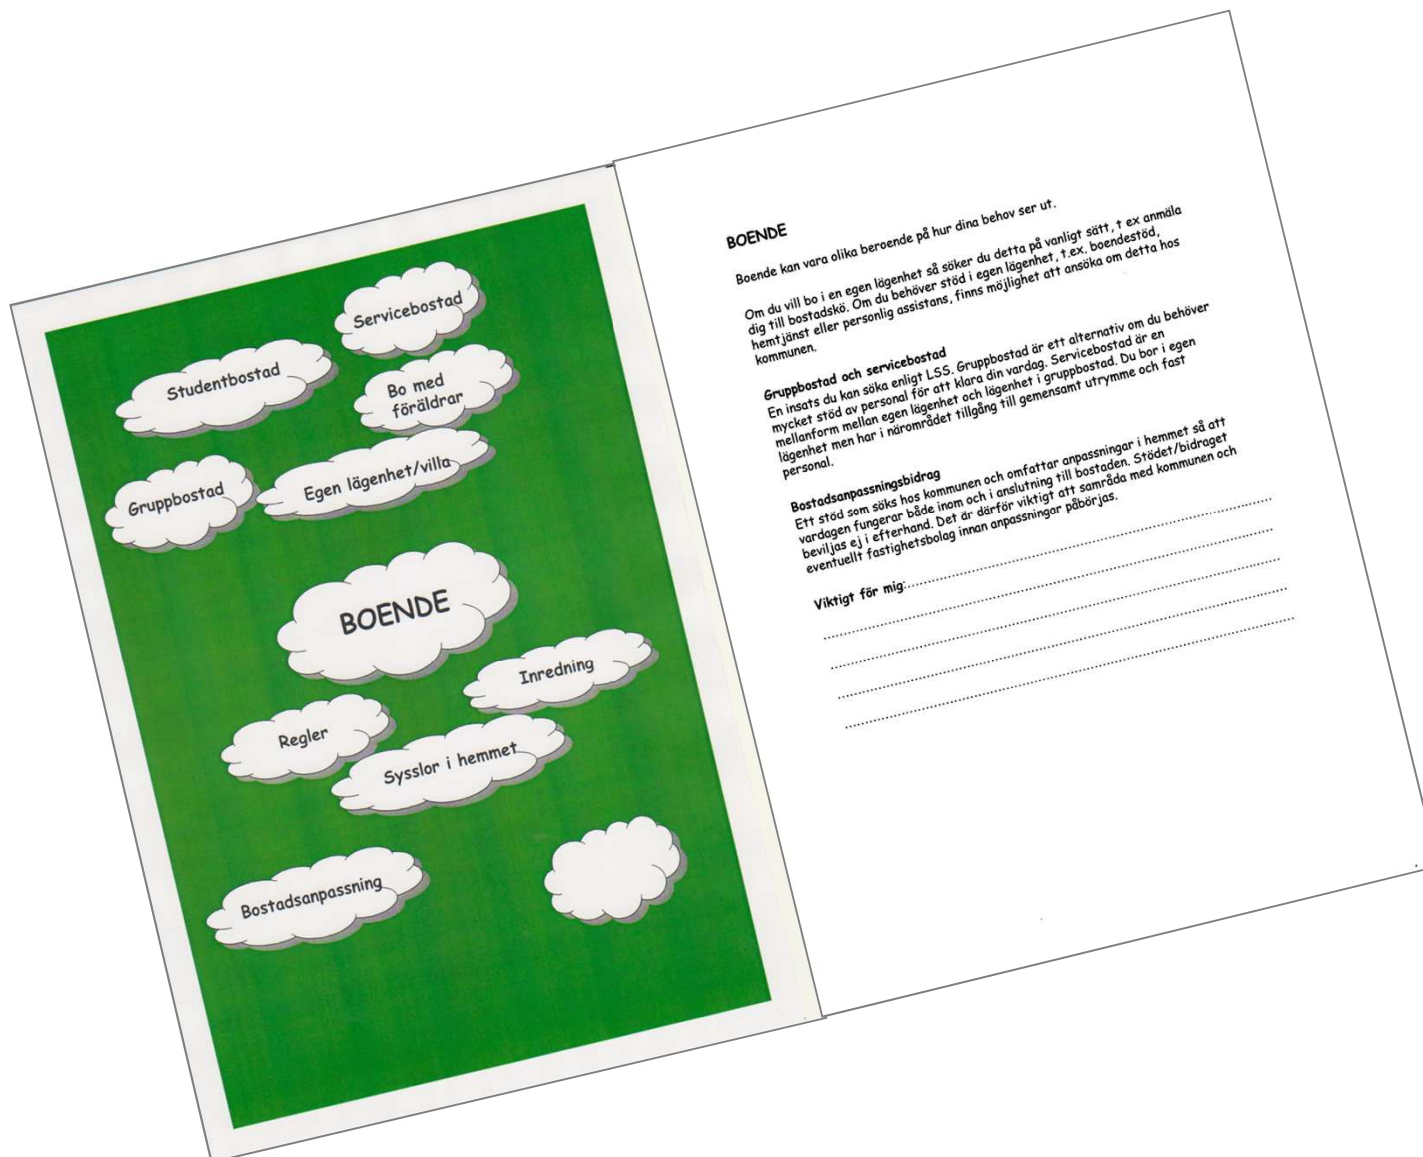 Servicebostad
Studentbostad
Bo med
föräldrar
Egen lägenhet/villa
Gruppbostad
BOENDE
Inredning
Regler
Sysslor i hemmet
Bostadsanpassning
BOENDE
Boende kan vara olika beroende på hur dina behov ser ut.
Om du vill bo i en egen lägenhet så söker du detta på vanligt sätt, t ex anmäla
dig till bostadskö. Om du behöver stöd i egen lägenhet, t.ex. boendestöd,
hemtjänst eller personlig assistans, finns möjlighet att ansöka om detta hos
kommunen.
Gruppbostad och servicebostad
En insats du kan söka enligt LSS. Gruppbostad är ett alternativ om du behöver
mycket stöd av personal för att klara din vardag. Servicebostad är en
mellanform mellan egen lägenhet och lägenhet i gruppbostad. Du bor i egen
lägenhet men har i närområdet tillgång till gemensamt utrymme och fast
personal.
Bostadsanpassningsbidrag
Ett stöd som söks hos kommunen och omfattar anpassningar i hemmet så att
vardagen fungerar både inom och i anslutning till bostaden. Stödet/bidraget
beviljas ej i efterhand. Det är därför viktigt att samråda med kommunen och
eventuellt fastighetsbolag innan anpassningar påbörjas.
Viktigt för mig: